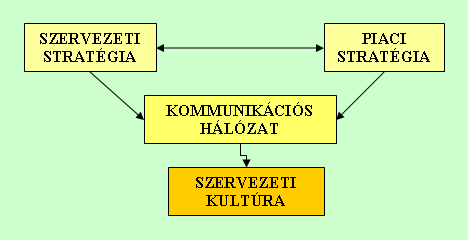 SZERVEZETI
STRATÉGIA
PIACI
STRATÉGIA
KOMMUNIKÁCIÓS
HÁLÓZAT
SZERVEZETI
KULTÚRA